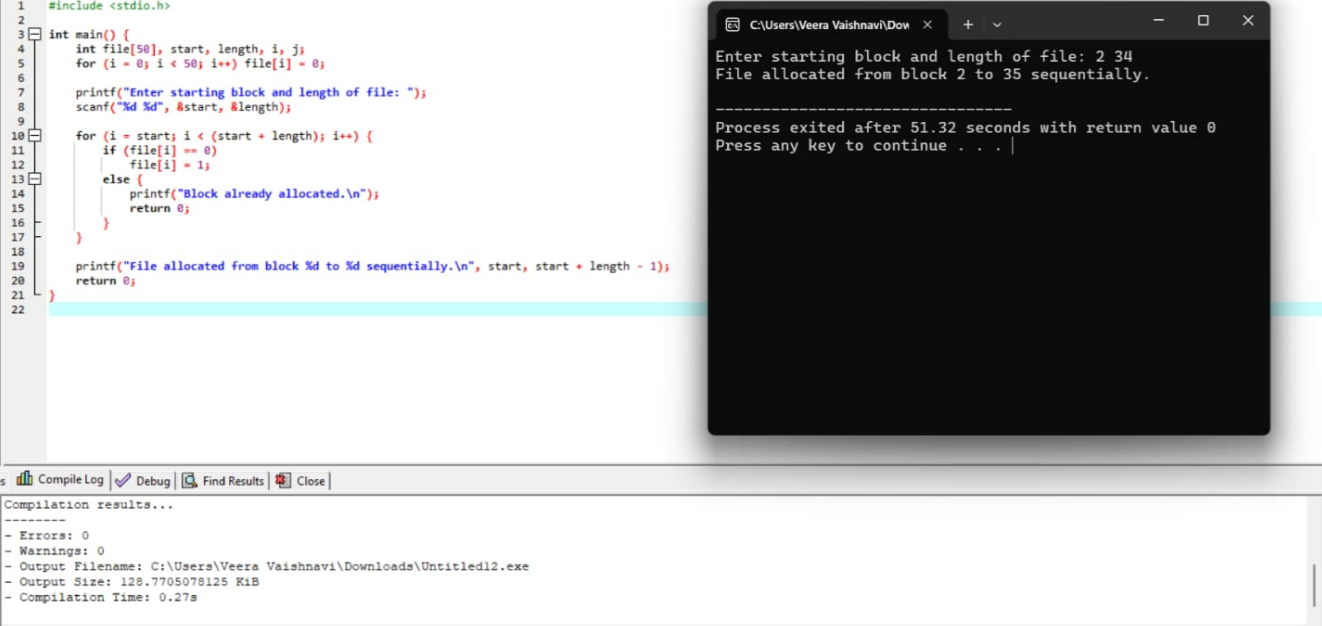 1 #include <stdio.h>
2
3 int main() {
4 int file[50], start, length, i, j;
5 for (i = 0; i < 50; i++) file[i] = 0;
6
7 printf("Enter starting block and length of file: ");
8 scanf("%d %d", &start, &length);
9
10 for (i = start; i < (start + length); i++) {
11 if (file[i] == 0)
12 file[i] = 1;
13 else {
14 printf("Block already allocated.\n");
15 return 0;
16 }
17 }
18
19 printf("File allocated from block %d to %d sequentially.\n", start, start + length - 1);
20 return 0;
21 }
22
C:\Users\Veera Vaishnavi\Dow
Enter starting block and length of file: 2 34
File allocated from block 2 to 35 sequentially.
--------------------------------
Process exited after 51.32 seconds with return value 0
Press any key to continue . . .
s Compile Log Debug Find Results Close
Compilation results...
--------
- Errors: 0
- Warnings: 0
- Output Filename: C:\Users\Veera Vaishnavi\Downloads\Untitled12.exe
- Output Size: 128.7705078125 KiB
- Compilation Time: 0.27s